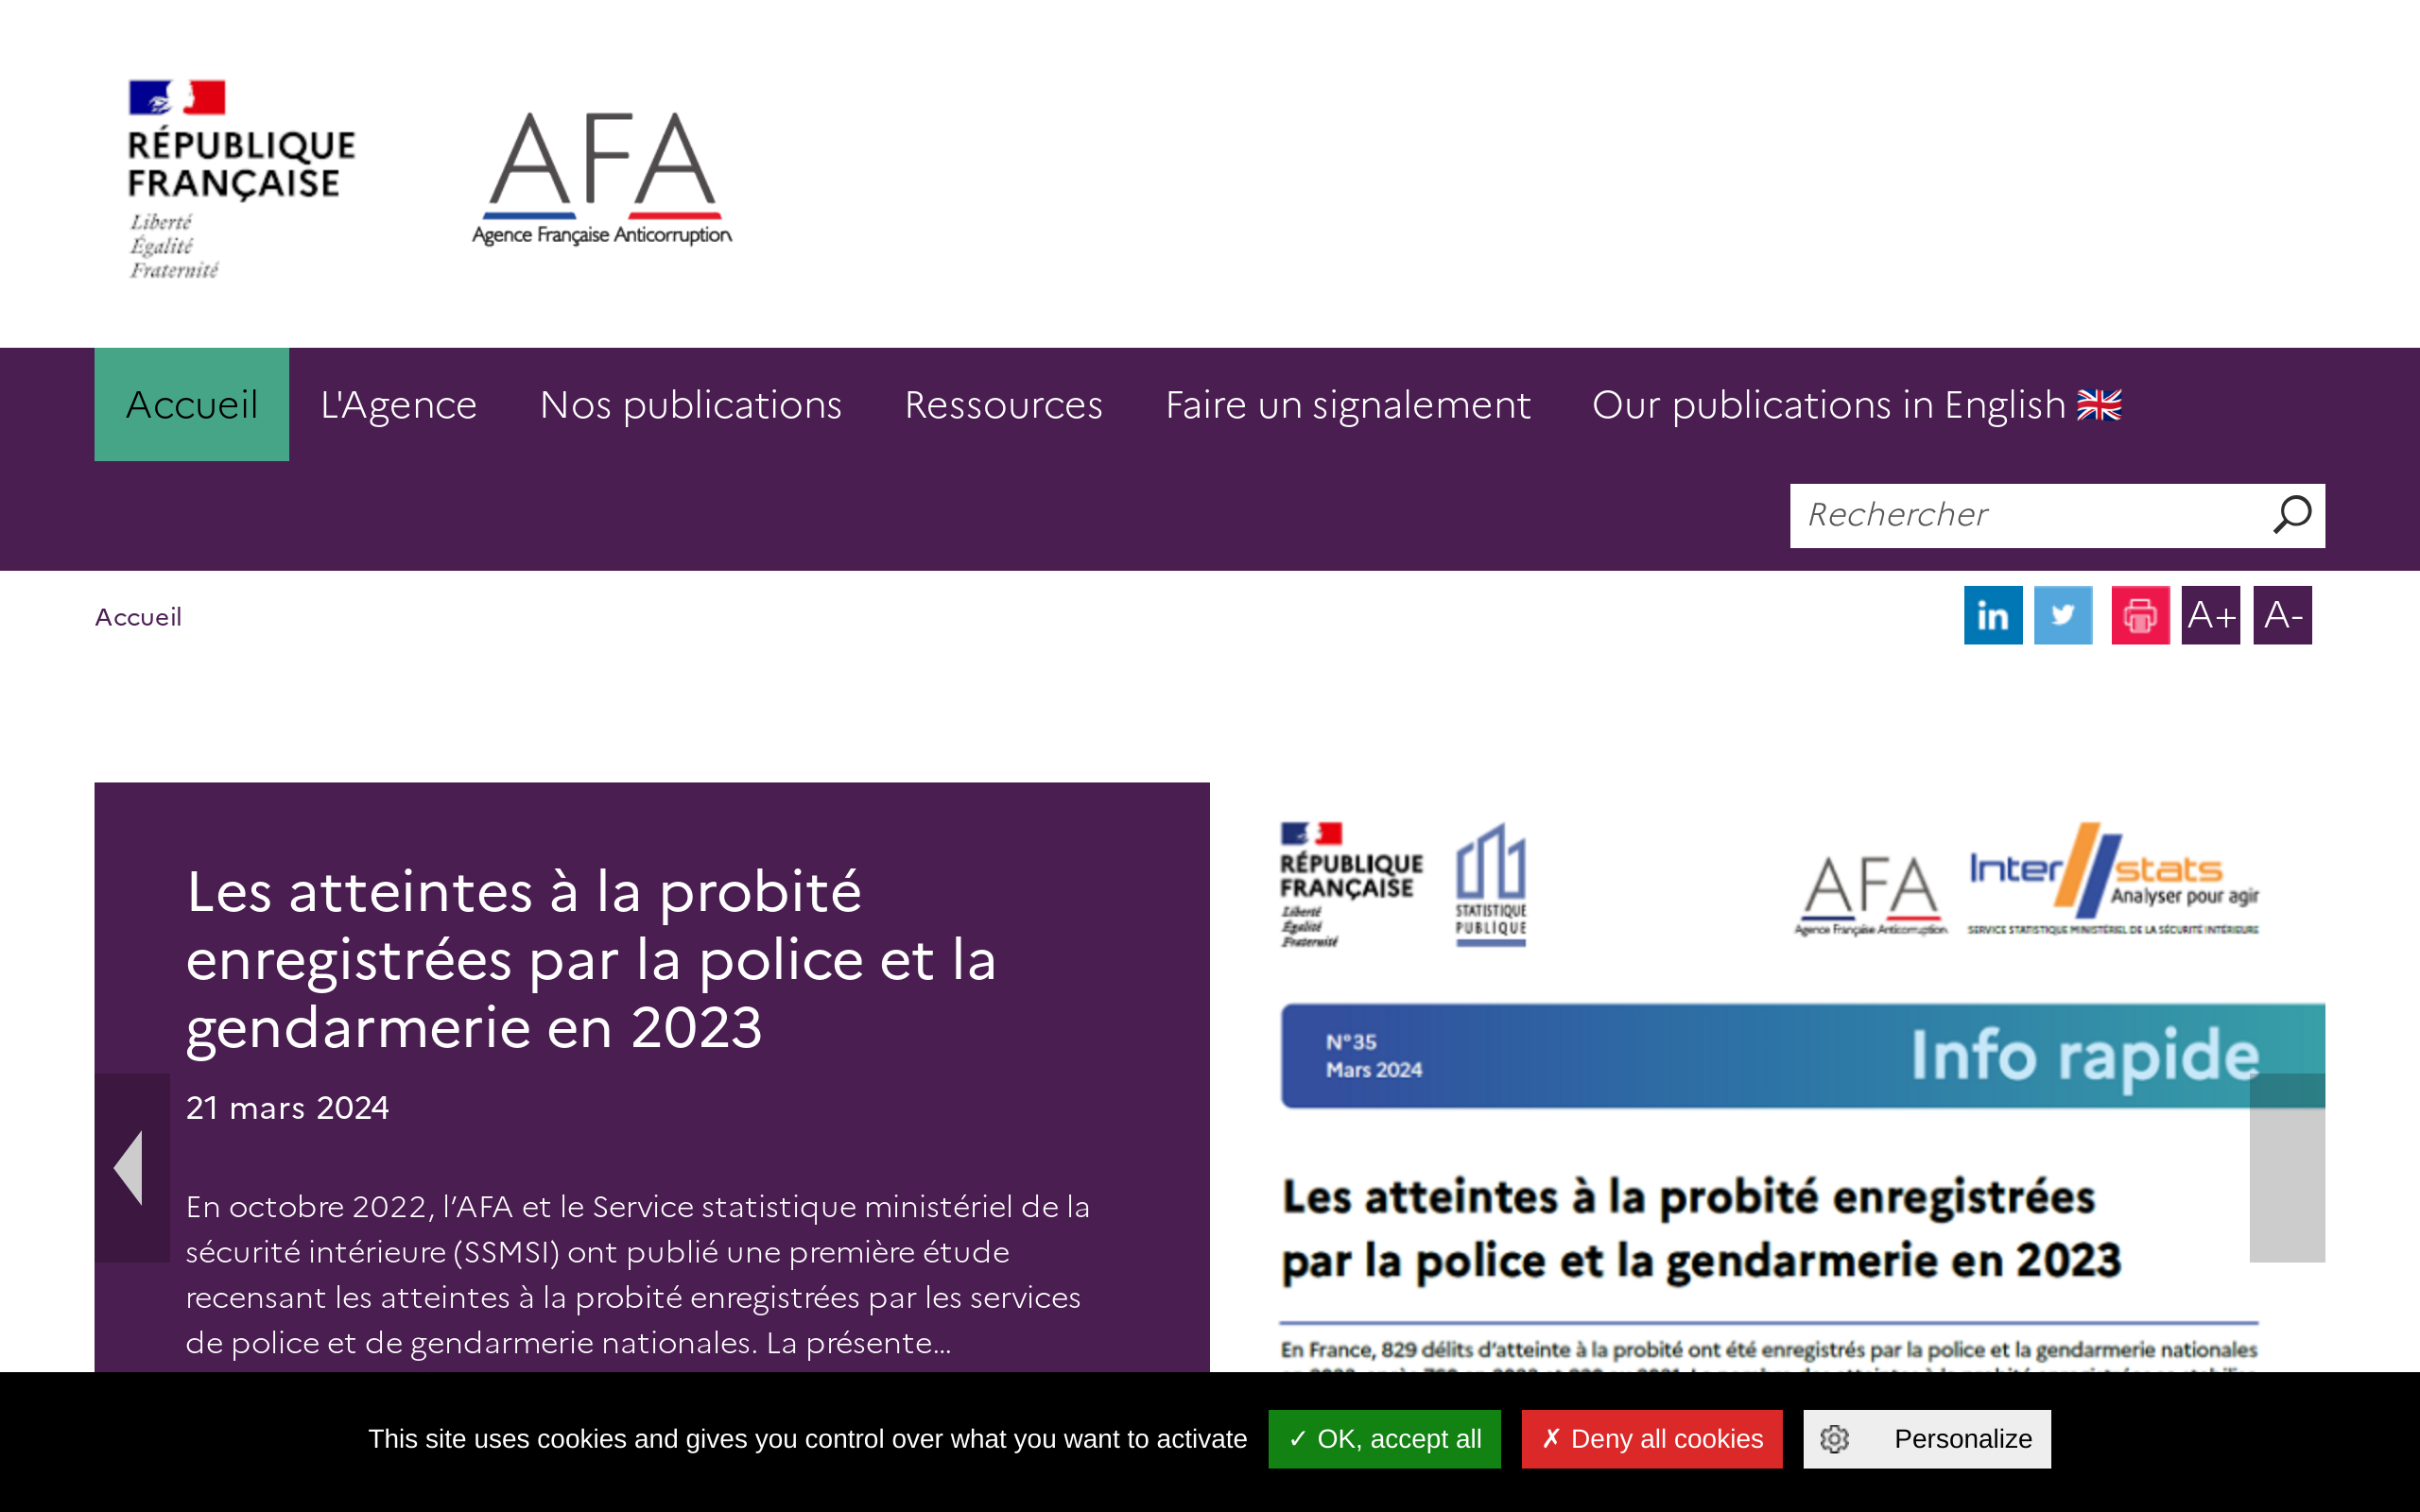 RÉPUBLIQUE
FRANÇAISE
Liberté
Égalité
Fraternité
AFA
Agence Française Anticorruption
Accueil L'Agence Nos publications Ressources Faire un signalement Our publications in English 🇬🇧
Rechercher
Accueil
in A+ A-
Les atteintes à la probité
enregistrées par la police et la
gendarmerie en 2023
21 mars 2024
En octobre 2022, l’AFA et le Service statistique ministériel de la
sécurité intérieure (SSMSI) ont publié une première étude
recensant les atteintes à la probité enregistrées par les services
de police et de gendarmerie nationales. La présente...
RÉPUBLIQUE
FRANÇAISE
Liberté
Égalité
Fraternité
STATISTIQUE
PUBLIQUE
AFA
Agence Française Anticorruption
Inter stats
Analyser pour agir
SERVICE STATISTIQUE MINISTÉRIEL DE LA SÉCURITÉ INTÉRIEURE
N°35
Mars 2024
Info rapide
Les atteintes à la probité enregistrées
par la police et la gendarmerie en 2023
En France, 829 délits d’atteinte à la probité ont été enregistrés par la police et la gendarmerie nationales
This site uses cookies and gives you control over what you want to activate ✓ OK, accept all ✗ Deny all cookies Personalize